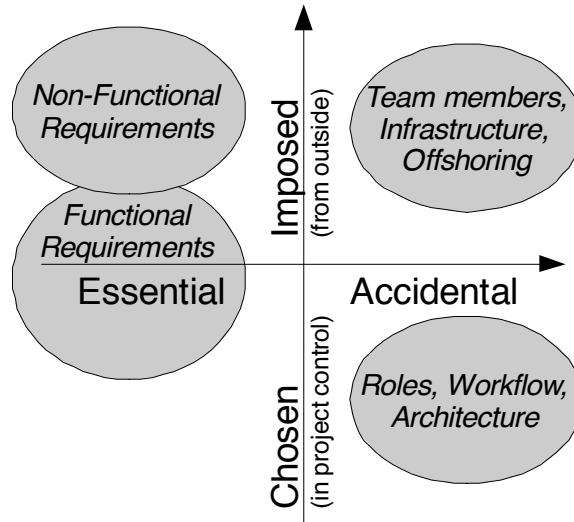 Non-Functional
Requirements
Functional
Requirements
Imposed
(from outside)
Team members,
Infrastructure,
Offshoring
Essential
Accidental
Chosen
(in project control)
Roles, Workflow,
Architecture